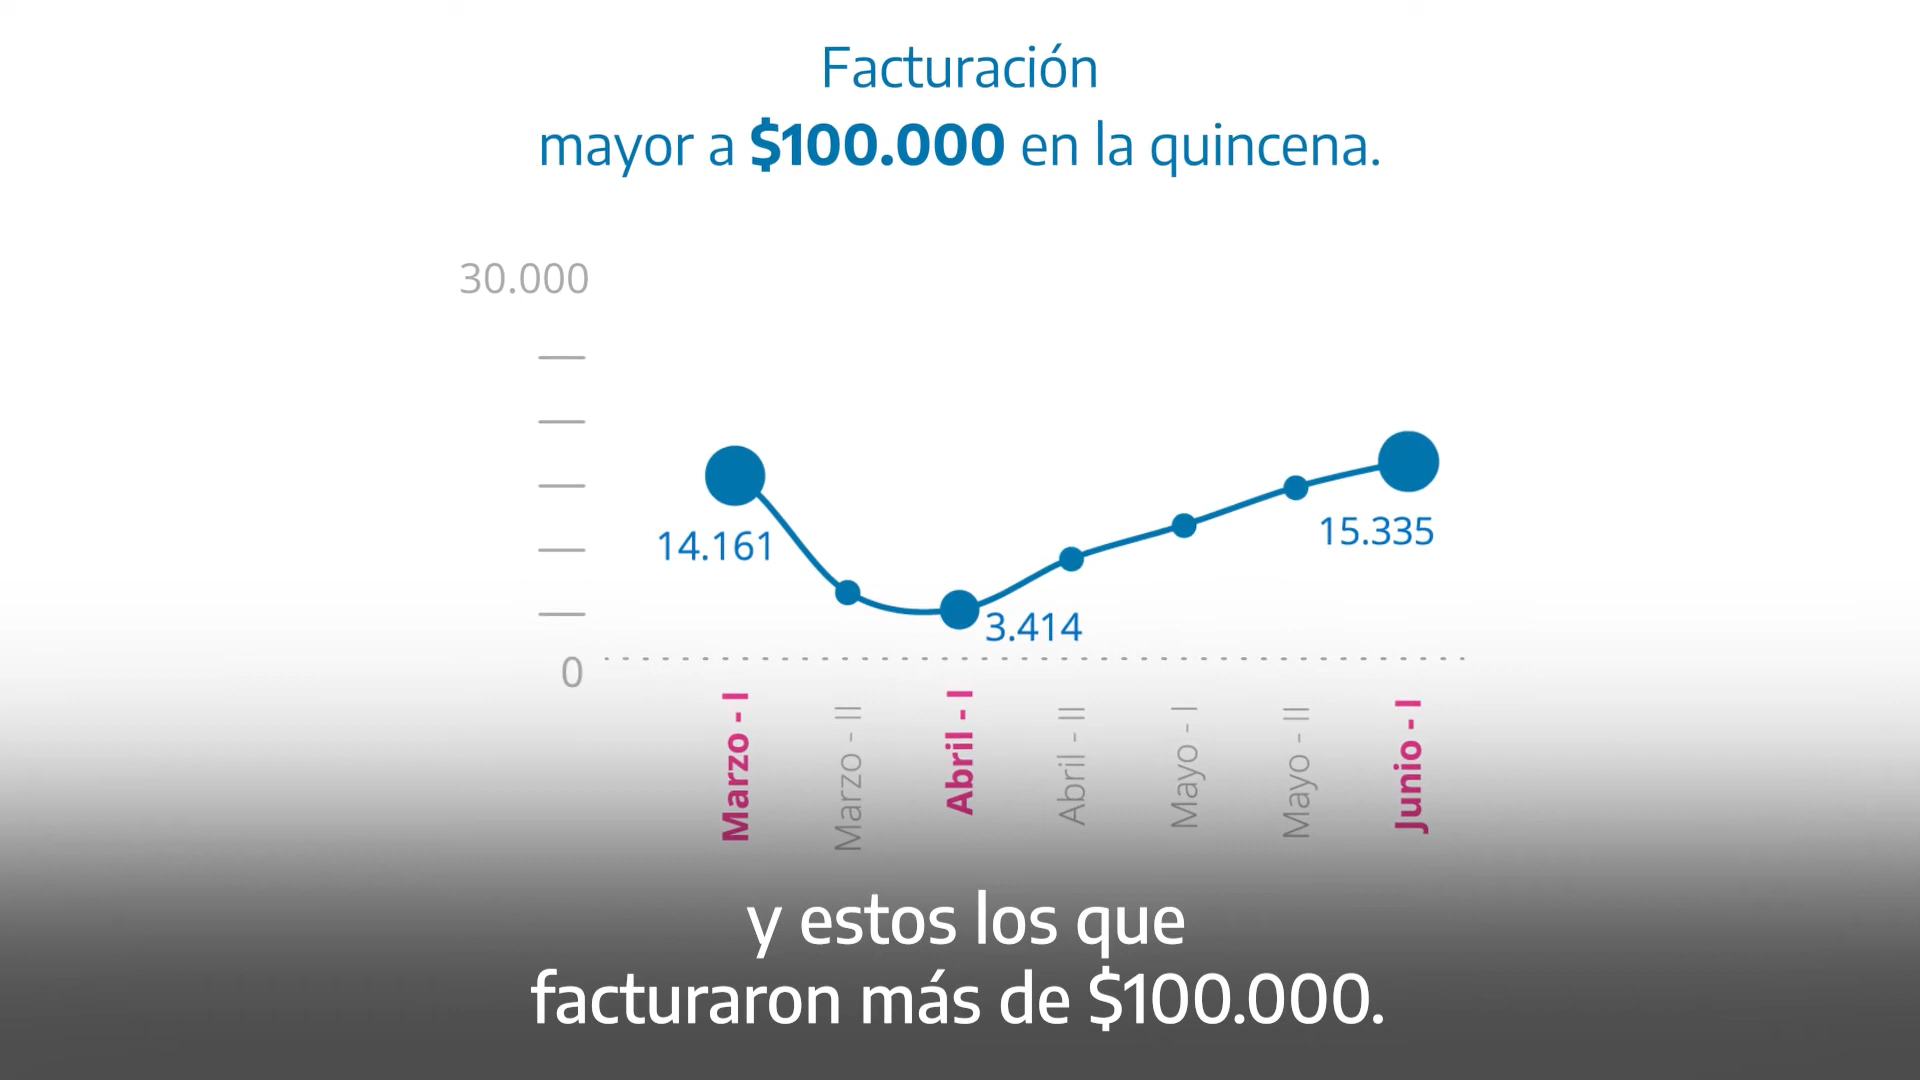 Facturación
mayor a $100.000 en la quincena.
30.000
14.161
3.414
15.335
0
Marzo - I
Marzo - II
Abril - I
Abril - II
Mayo - I
Mayo - II
Junio - I
y estos los que
facturaron más de $100.000.